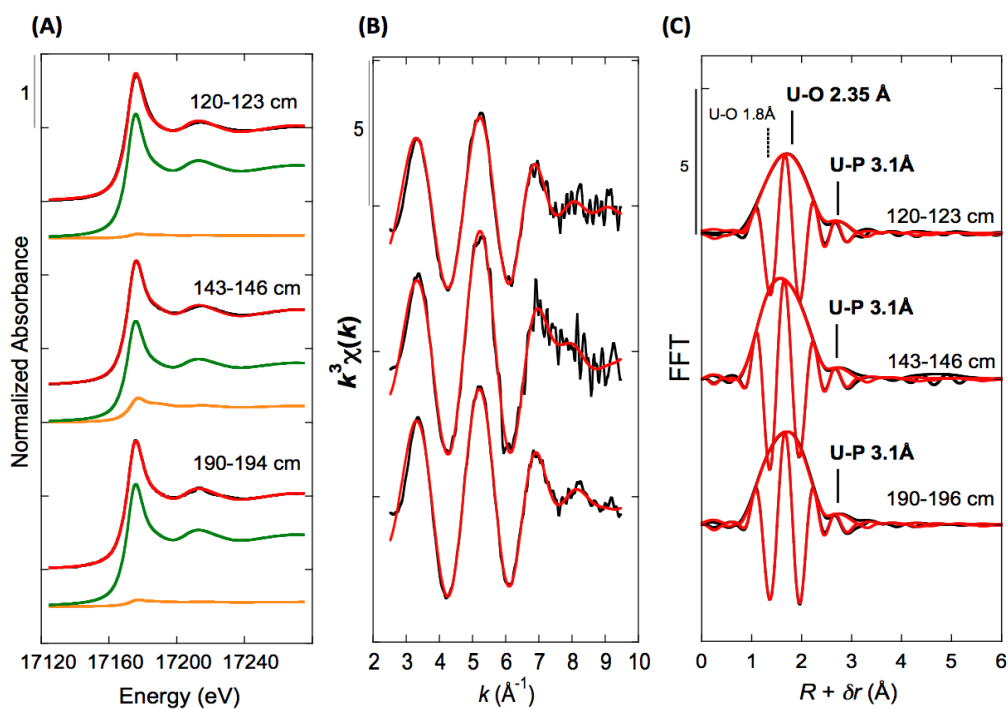 (A)
1
120-123 cm
143-146 cm
190-194 cm
Normalized Absorbance
17120 17160 17200 17240
Energy (eV)
(B)
5
k³χ(k)
2 3 4 5 6 7 8 9 10
k (Å⁻¹)
(C)
U-O 2.35 Å
U-O 1.8Å
U-P 3.1Å
5
120-123 cm
U-P 3.1Å
143-146 cm
U-P 3.1Å
190-196 cm
FFT
0 1 2 3 4 5 6
R + δr (Å)